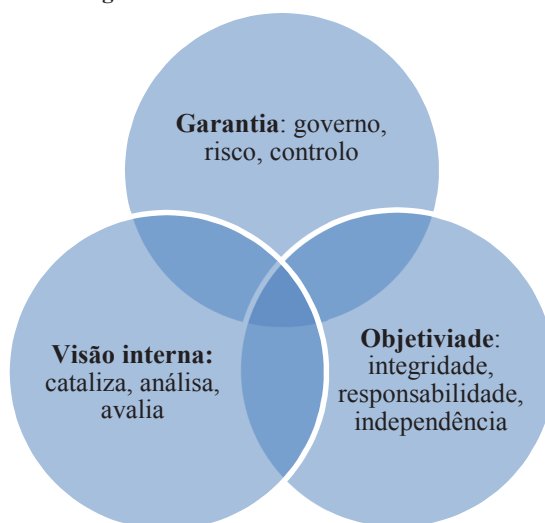 Garantia: governo,
risco, controlo
Visão interna:
cataliza, análisa,
avalia
Objetiviade:
integridade,
responsabilidade,
independência